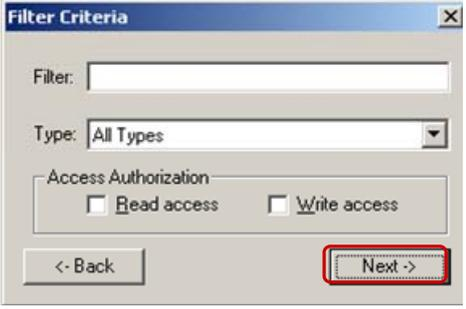 Filter Criteria
Filter:
Type: All Types
Access Authorization
Read access Write access
<- Back Next ->